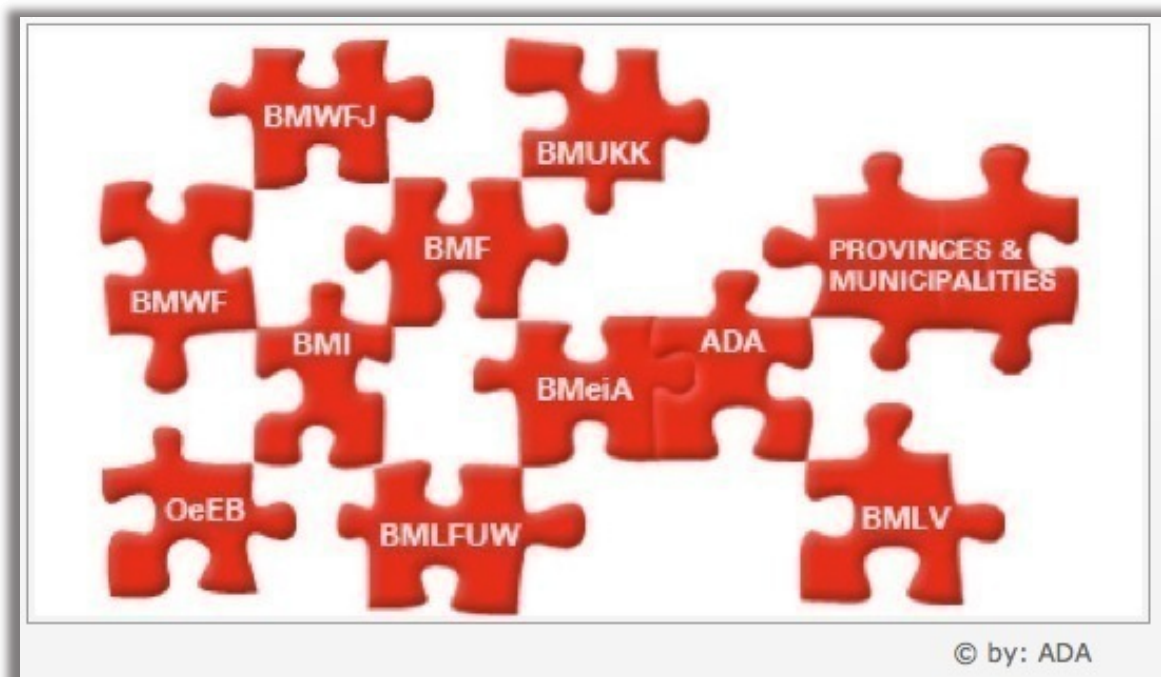 BMWFJ
BMUKK
BMF
PROVINCES &
MUNICIPALITIES
BMWF
BMI
ADA
BMeiA
OeEB
BMLFUW
BMLV
© by: ADA